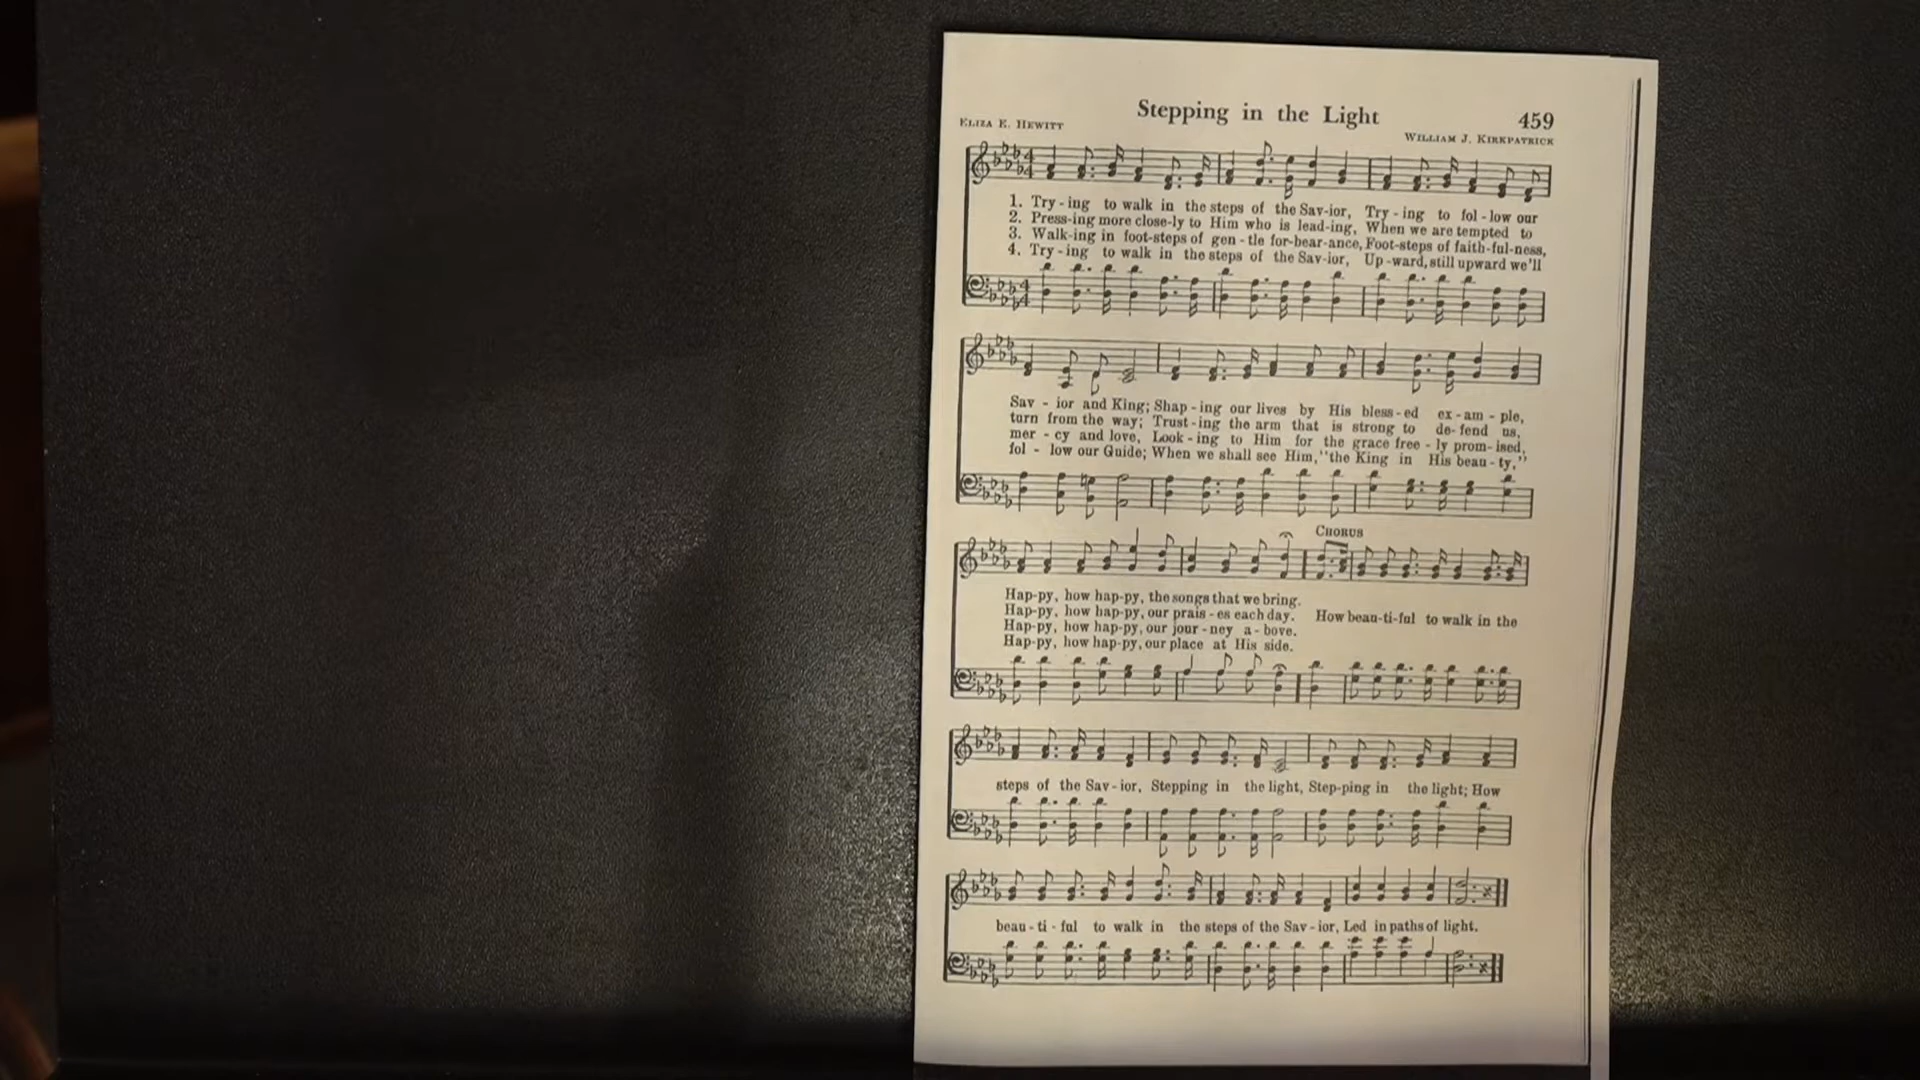 Stepping in the Light 459
ELIZA E. HEWITT
WILLIAM J. KIRKPATRICK
1. Try-ing to walk in the steps of the Sav-ior, Try-ing to fol-low our
2. Press-ing more close-ly to Him who is lead-ing, When we are tempted to
3. Walk-ing in foot-steps of gen-tle for-bear-ance, Foot-steps of faith-ful-ness,
4. Try-ing to walk in the steps of the Sav-ior, Up-ward, still upward we'll
Sav-ior and King; Shap-ing our lives by His bless-ed ex-am-ple,
turn from the way; Trust-ing the arm that is strong to de-fend us,
mer-cy and love, Look-ing to Him for the grace free-ly prom-ised,
fol-low our Guide; When we shall see Him, "the King in His beau-ty,"
CHORUS
Hap-py, how hap-py, the songs that we bring.
Hap-py, how hap-py, our prais-es each day. How beau-ti-ful to walk in the
Hap-py, how hap-py, our jour-ney a-bove.
Hap-py, how hap-py, our place at His side.
steps of the Sav-ior, Stepping in the light, Step-ping in the light; How
beau-ti-ful to walk in the steps of the Sav-ior, Led in paths of light.